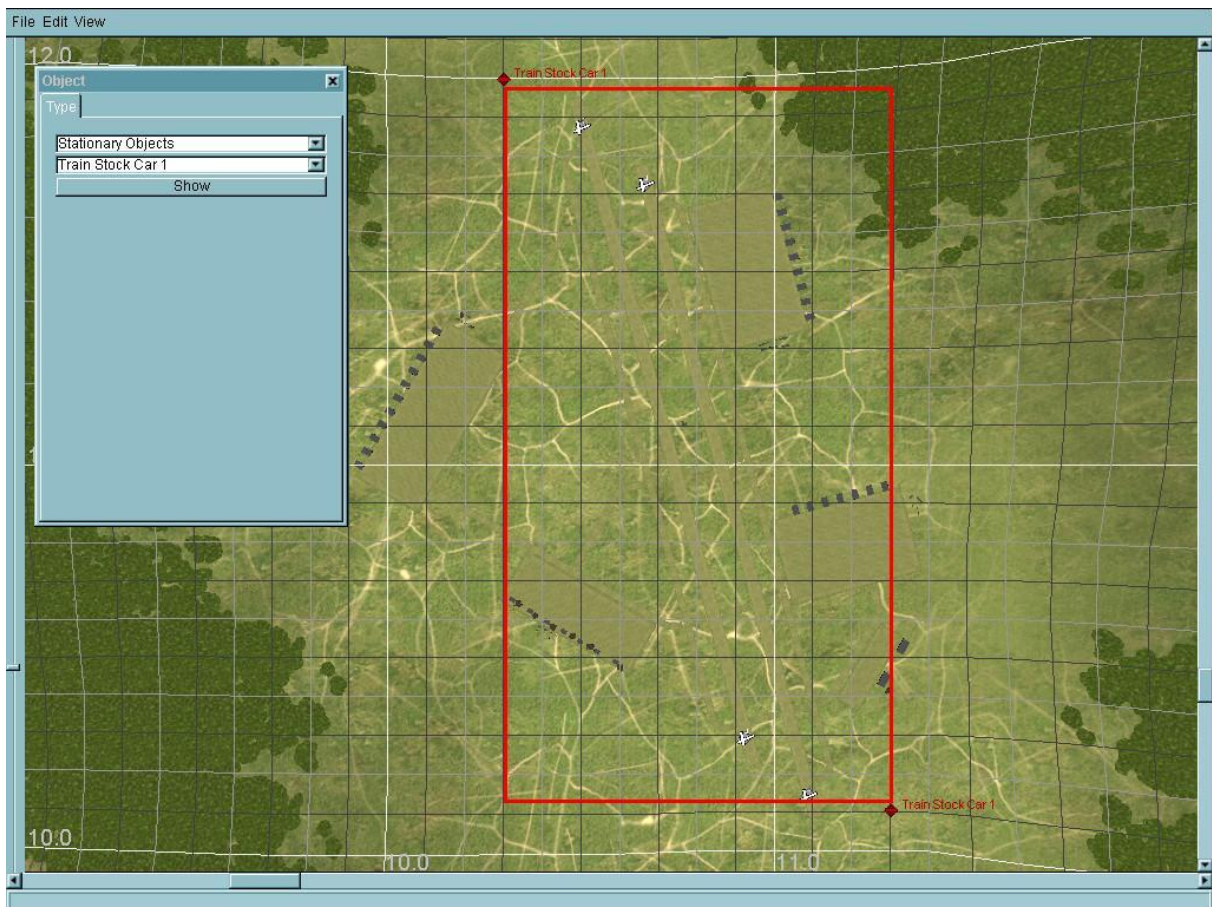 File Edit View
12.0
Object
Type
Stationary Objects
Train Stock Car 1
Show
Train Stock Car 1
Train Stock Car 1
10.0
10.0
11.0